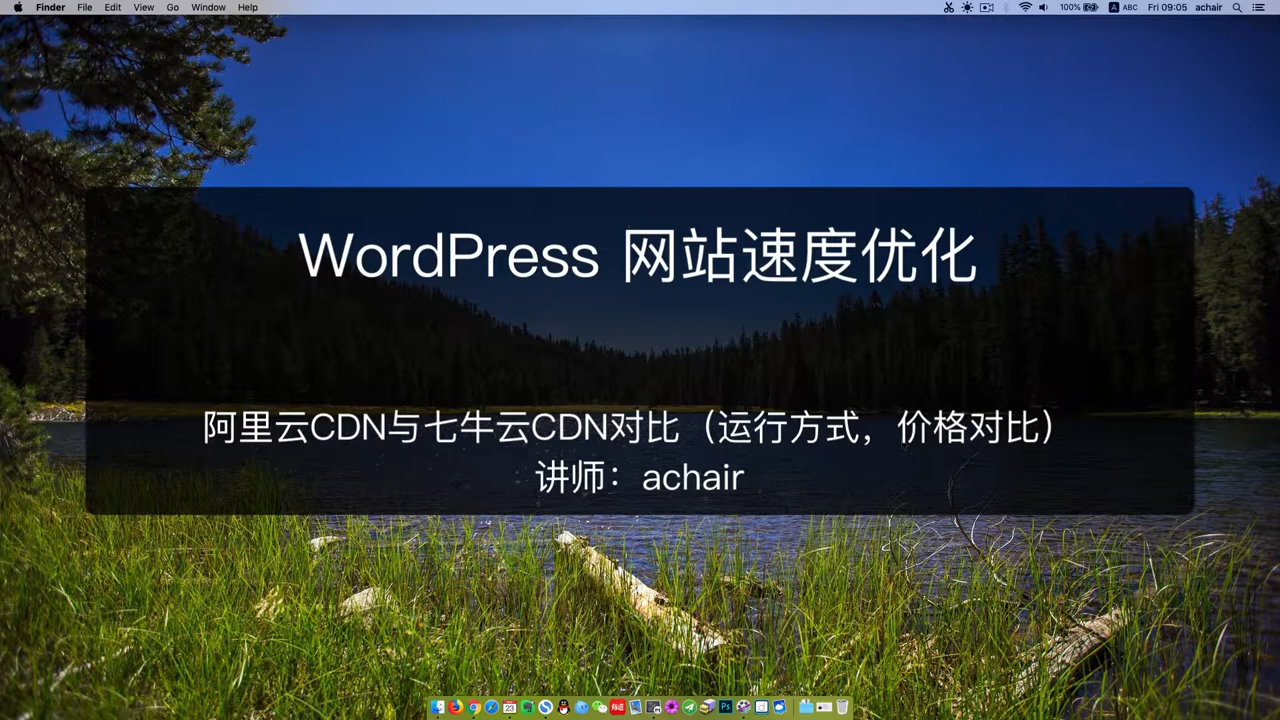 Finder File Edit View Go Window Help 100% A ABC Fri 09:05 achair
WordPress 网站速度优化
阿里云CDN与七牛云CDN对比（运行方式，价格对比）
讲师：achair
23
Ps